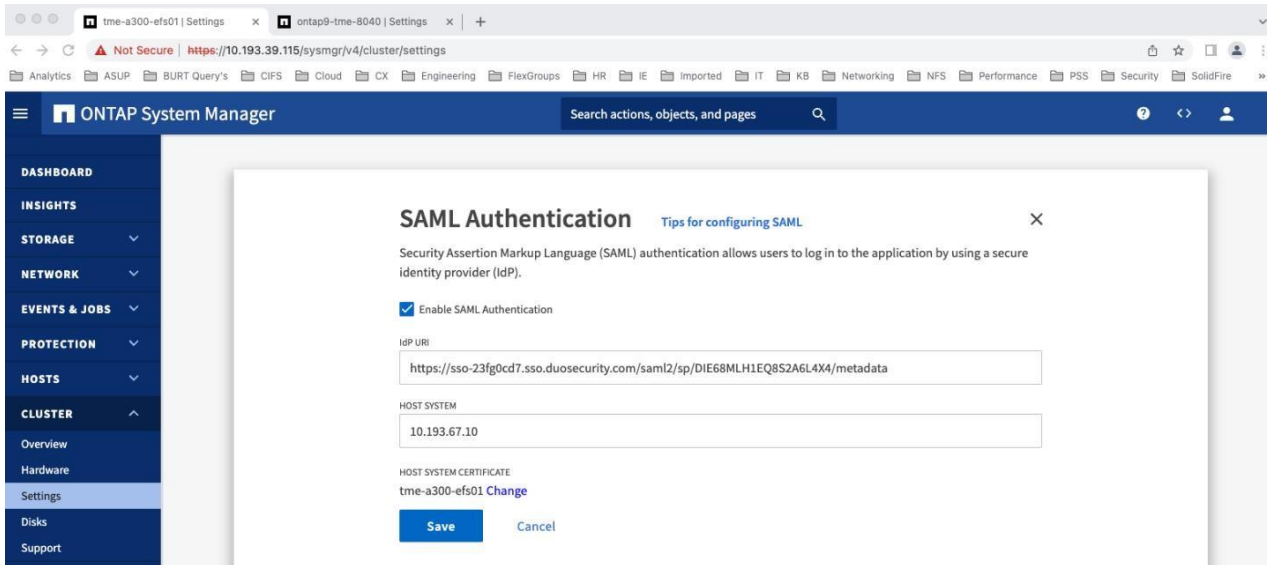 tme-a300-efs01 | Settings × ontap9-tme-8040 | Settings × +
Not Secure | https://10.193.39.115/sysmgr/v4/cluster/settings
Analytics ASUP BURT Query's CIFS Cloud CX Engineering FlexGroups HR IE Imported IT KB Networking NFS Performance PSS Security SolidFire »
ONTAP System Manager Search actions, objects, and pages
DASHBOARD
INSIGHTS
STORAGE
NETWORK
EVENTS & JOBS
PROTECTION
HOSTS
CLUSTER
Overview
Hardware
Settings
Disks
Support
SAML Authentication Tips for configuring SAML
Security Assertion Markup Language (SAML) authentication allows users to log in to the application by using a secure
identity provider (IdP).
Enable SAML Authentication
IdP URI
https://sso-23fg0cd7.sso.duosecurity.com/saml2/sp/DIE68MLH1EQ8S2A6L4X4/metadata
HOST SYSTEM
10.193.67.10
HOST SYSTEM CERTIFICATE
tme-a300-efs01 Change
Save Cancel